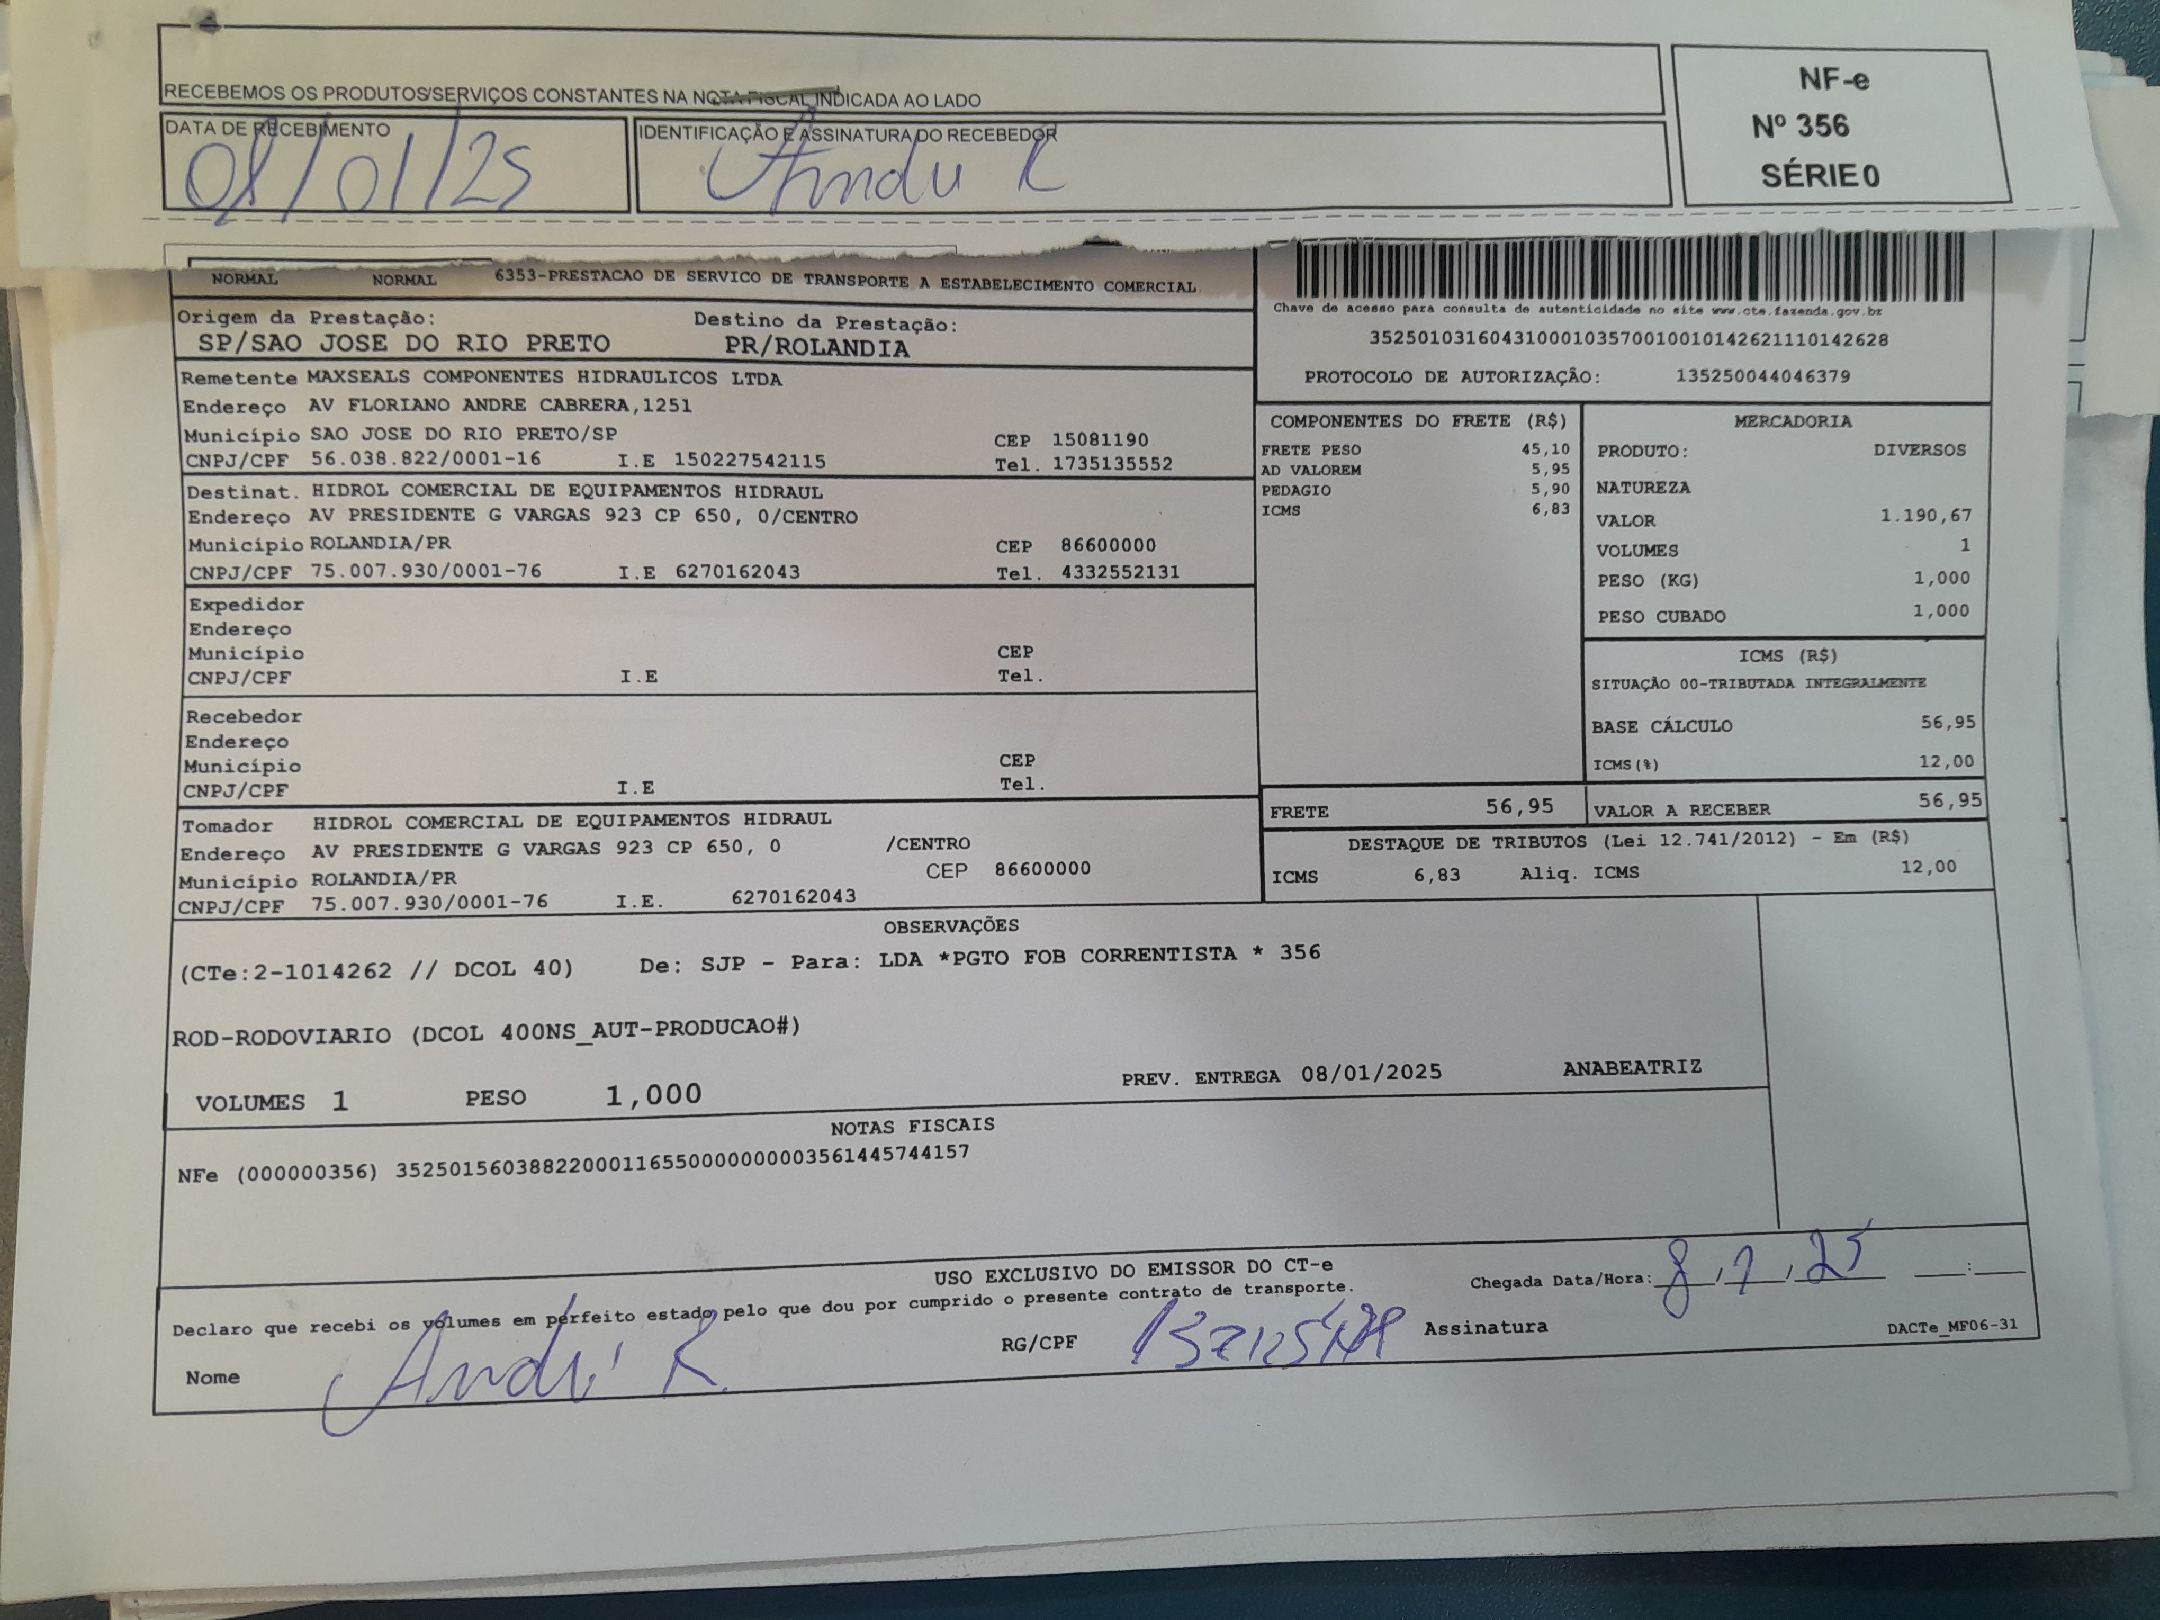 RECEBEMOS OS PRODUTOS/SERVIÇOS CONSTANTES NA NOTA FISCAL INDICADA AO LADO
DATA DE RECEBIMENTO
08/01/25
IDENTIFICAÇÃO E ASSINATURA DO RECEBEDOR
André R
NF-e
Nº 356
SÉRIE 0
NORMAL NORMAL 6353-PRESTACAO DE SERVICO DE TRANSPORTE A ESTABELECIMENTO COMERCIAL
Origem da Prestação: Destino da Prestação:
SP/SAO JOSE DO RIO PRETO PR/ROLANDIA
Remetente MAXSEALS COMPONENTES HIDRAULICOS LTDA
Endereço AV FLORIANO ANDRE CABRERA,1251
Município SAO JOSE DO RIO PRETO/SP CEP 15081190
CNPJ/CPF 56.038.822/0001-16 I.E 150227542115 Tel. 1735135552
Destinat. HIDROL COMERCIAL DE EQUIPAMENTOS HIDRAUL
Endereço AV PRESIDENTE G VARGAS 923 CP 650, 0/CENTRO
Município ROLANDIA/PR CEP 86600000
CNPJ/CPF 75.007.930/0001-76 I.E 6270162043 Tel. 4332552131
Expedidor
Endereço
Município CEP
CNPJ/CPF I.E Tel.
Recebedor
Endereço
Município CEP
CNPJ/CPF I.E Tel.
Tomador HIDROL COMERCIAL DE EQUIPAMENTOS HIDRAUL
Endereço AV PRESIDENTE G VARGAS 923 CP 650, 0 /CENTRO
Município ROLANDIA/PR CEP 86600000
CNPJ/CPF 75.007.930/0001-76 I.E. 6270162043
Chave de acesso para consulta de autenticidade no site www.cte.fazenda.gov.br
35250103160431000103570010010142621110142628
PROTOCOLO DE AUTORIZAÇÃO: 135250044046379
COMPONENTES DO FRETE (R$)
FRETE PESO 45,10
AD VALOREM 5,95
PEDAGIO 5,90
ICMS 6,83
MERCADORIA
PRODUTO: DIVERSOS
NATUREZA
VALOR 1.190,67
VOLUMES 1
PESO (KG) 1,000
PESO CUBADO 1,000
ICMS (R$)
SITUAÇÃO 00-TRIBUTADA INTEGRALMENTE
BASE CÁLCULO 56,95
ICMS(%) 12,00
FRETE 56,95 VALOR A RECEBER 56,95
DESTAQUE DE TRIBUTOS (Lei 12.741/2012) - Em (R$)
ICMS 6,83 Aliq. ICMS 12,00
OBSERVAÇÕES
(CTe:2-1014262 // DCOL 40) De: SJP - Para: LDA *PGTO FOB CORRENTISTA * 356
ROD-RODOVIARIO (DCOL 400NS_AUT-PRODUCAO#)
VOLUMES 1 PESO 1,000 PREV. ENTREGA 08/01/2025 ANABEATRIZ
NOTAS FISCAIS
NFe (000000356) 35250156038822000116550000000003561445744157
USO EXCLUSIVO DO EMISSOR DO CT-e
Declaro que recebi os volumes em perfeito estado pelo que dou por cumprido o presente contrato de transporte.
Chegada Data/Hora: 8/1/25 __:__
Nome André R. RG/CPF Assinatura
DACTe_MF06-31